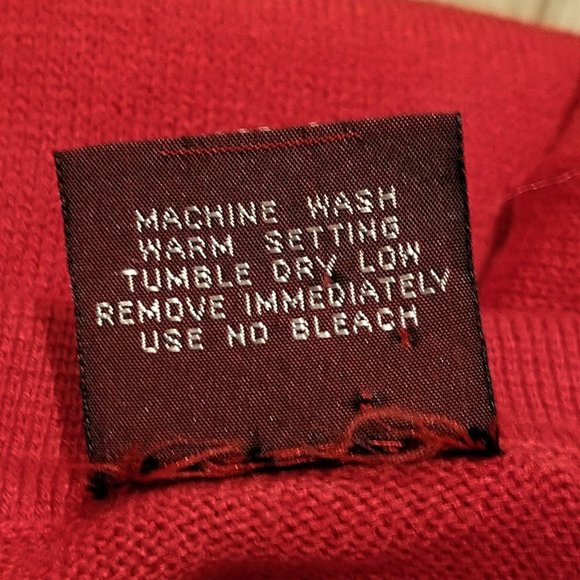 MACHINE WASH
WARM SETTING
TUMBLE DRY LOW
REMOVE IMMEDIATELY
USE NO BLEACH